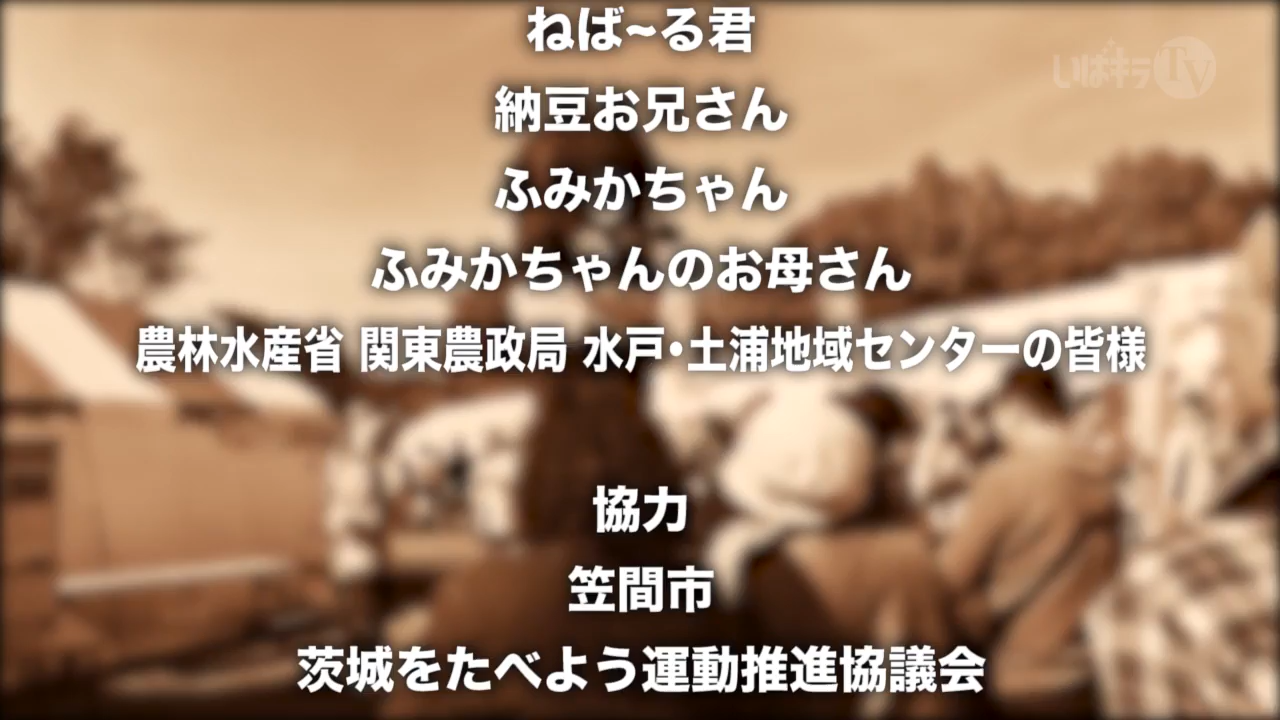 ねば~る君
いばキラTV
納豆お兄さん
ふみかちゃん
ふみかちゃんのお母さん
農林水産省 関東農政局 水戸・土浦地域センターの皆様
協力
笠間市
茨城をたべよう運動推進協議会